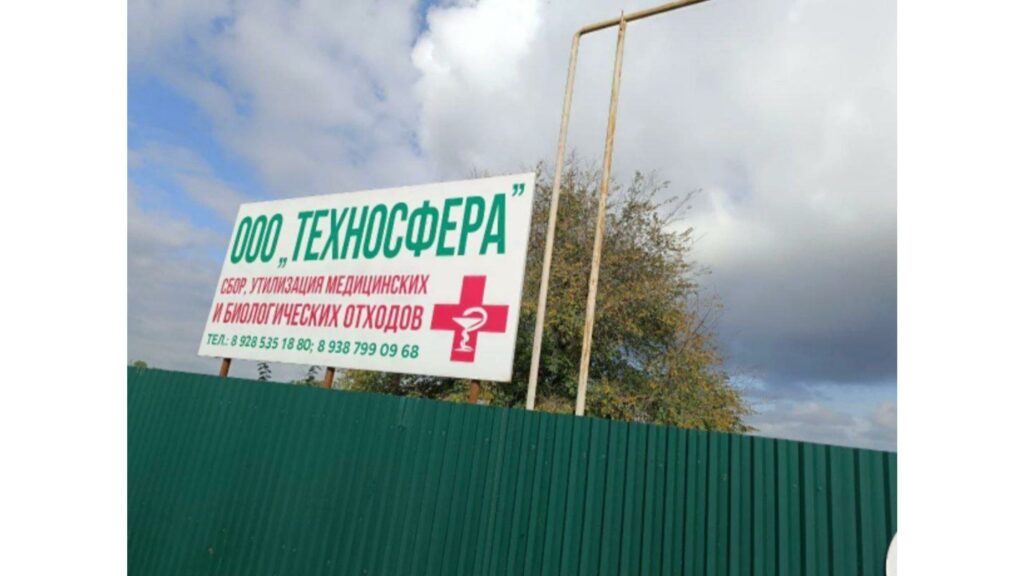 ООО „ТЕХНОСФЕРА”
СБОР, УТИЛИЗАЦИЯ МЕДИЦИНСКИХ
И БИОЛОГИЧЕСКИХ ОТХОДОВ
ТЕЛ.: 8 928 535 18 80; 8 938 799 09 68